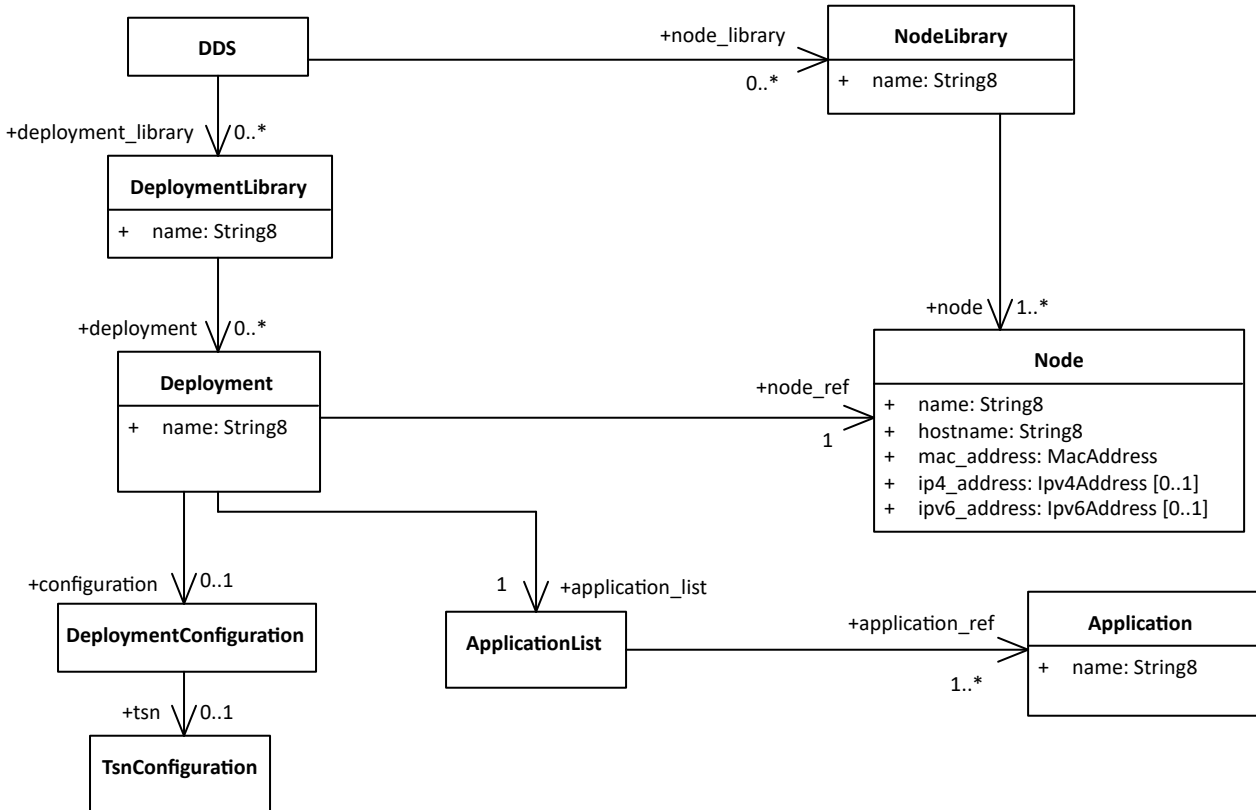 DDS
+node_library
0..*
NodeLibrary
+ name: String8
+deployment_library
0..*
DeploymentLibrary
+ name: String8
+deployment
0..*
+node
1..*
Deployment
+ name: String8
+node_ref
1
Node
+ name: String8
+ hostname: String8
+ mac_address: MacAddress
+ ip4_address: Ipv4Address [0..1]
+ ipv6_address: Ipv6Address [0..1]
+configuration
0..1
1
+application_list
DeploymentConfiguration
ApplicationList
+application_ref
1..*
Application
+ name: String8
+tsn
0..1
TsnConfiguration